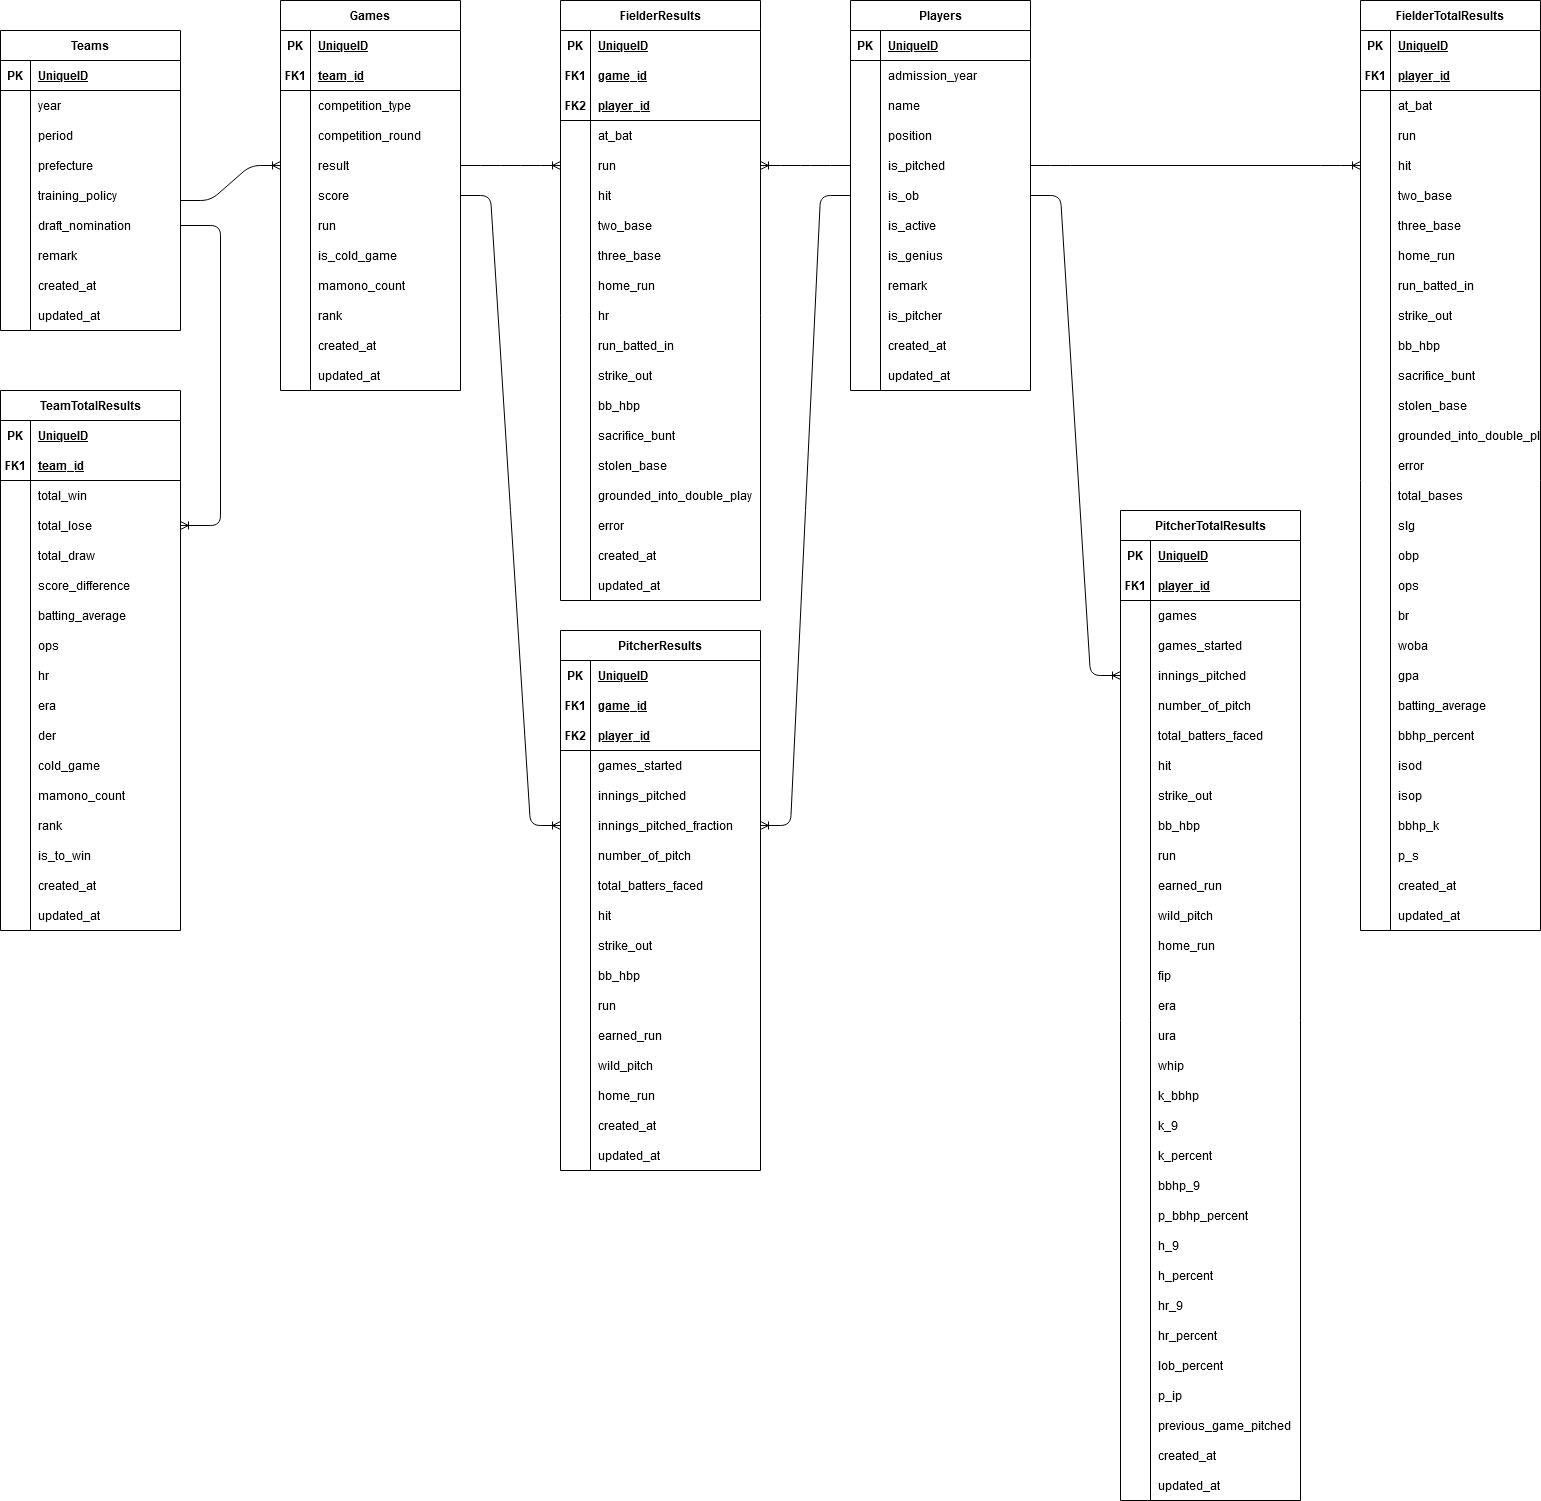 Teams
PK UniqueID
year
period
prefecture
training_policy
draft_nomination
remark
created_at
updated_at
TeamTotalResults
PK UniqueID
FK1 team_id
total_win
total_lose
total_draw
score_difference
batting_average
ops
hr
era
der
cold_game
mamono_count
rank
is_to_win
created_at
updated_at
Games
PK UniqueID
FK1 team_id
competition_type
competition_round
result
score
run
is_cold_game
mamono_count
rank
created_at
updated_at
FielderResults
PK UniqueID
FK1 game_id
FK2 player_id
at_bat
run
hit
two_base
three_base
home_run
hr
run_batted_in
strike_out
bb_hbp
sacrifice_bunt
stolen_base
grounded_into_double_play
error
created_at
updated_at
PitcherResults
PK UniqueID
FK1 game_id
FK2 player_id
games_started
innings_pitched
innings_pitched_fraction
number_of_pitch
total_batters_faced
hit
strike_out
bb_hbp
run
earned_run
wild_pitch
home_run
created_at
updated_at
Players
PK UniqueID
admission_year
name
position
is_pitched
is_ob
is_active
is_genius
remark
is_pitcher
created_at
updated_at
PitcherTotalResults
PK UniqueID
FK1 player_id
games
games_started
innings_pitched
number_of_pitch
total_batters_faced
hit
strike_out
bb_hbp
run
earned_run
wild_pitch
home_run
fip
era
ura
whip
k_bbhp
k_9
k_percent
bbhp_9
p_bbhp_percent
h_9
h_percent
hr_9
hr_percent
lob_percent
p_ip
previous_game_pitched
created_at
updated_at
FielderTotalResults
PK UniqueID
FK1 player_id
at_bat
run
hit
two_base
three_base
home_run
run_batted_in
strike_out
bb_hbp
sacrifice_bunt
stolen_base
grounded_into_double_pl
error
total_bases
slg
obp
ops
br
woba
gpa
batting_average
bbhp_percent
isod
isop
bbhp_k
p_s
created_at
updated_at